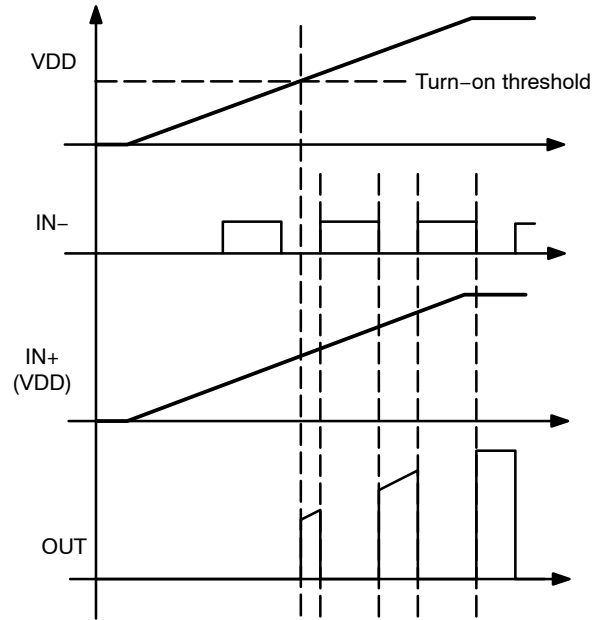 VDD
Turn−on threshold
IN−
IN+
(VDD)
OUT